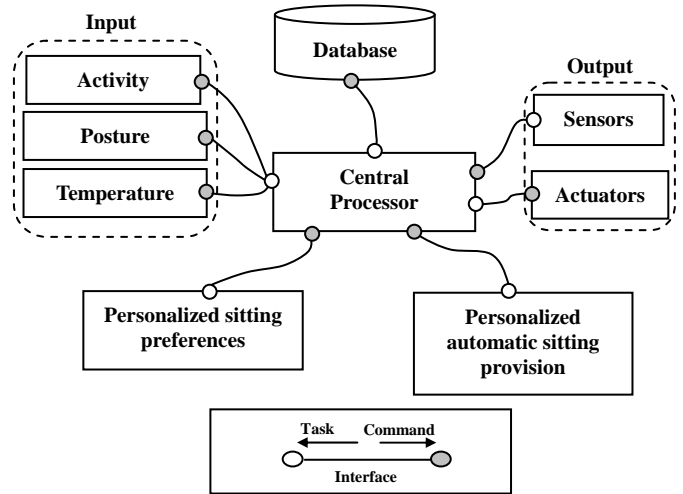 Input
Activity
Posture
Temperature
Database
Central
Processor
Output
Sensors
Actuators
Personalized sitting
preferences
Personalized
automatic sitting
provision
Task Command
Interface